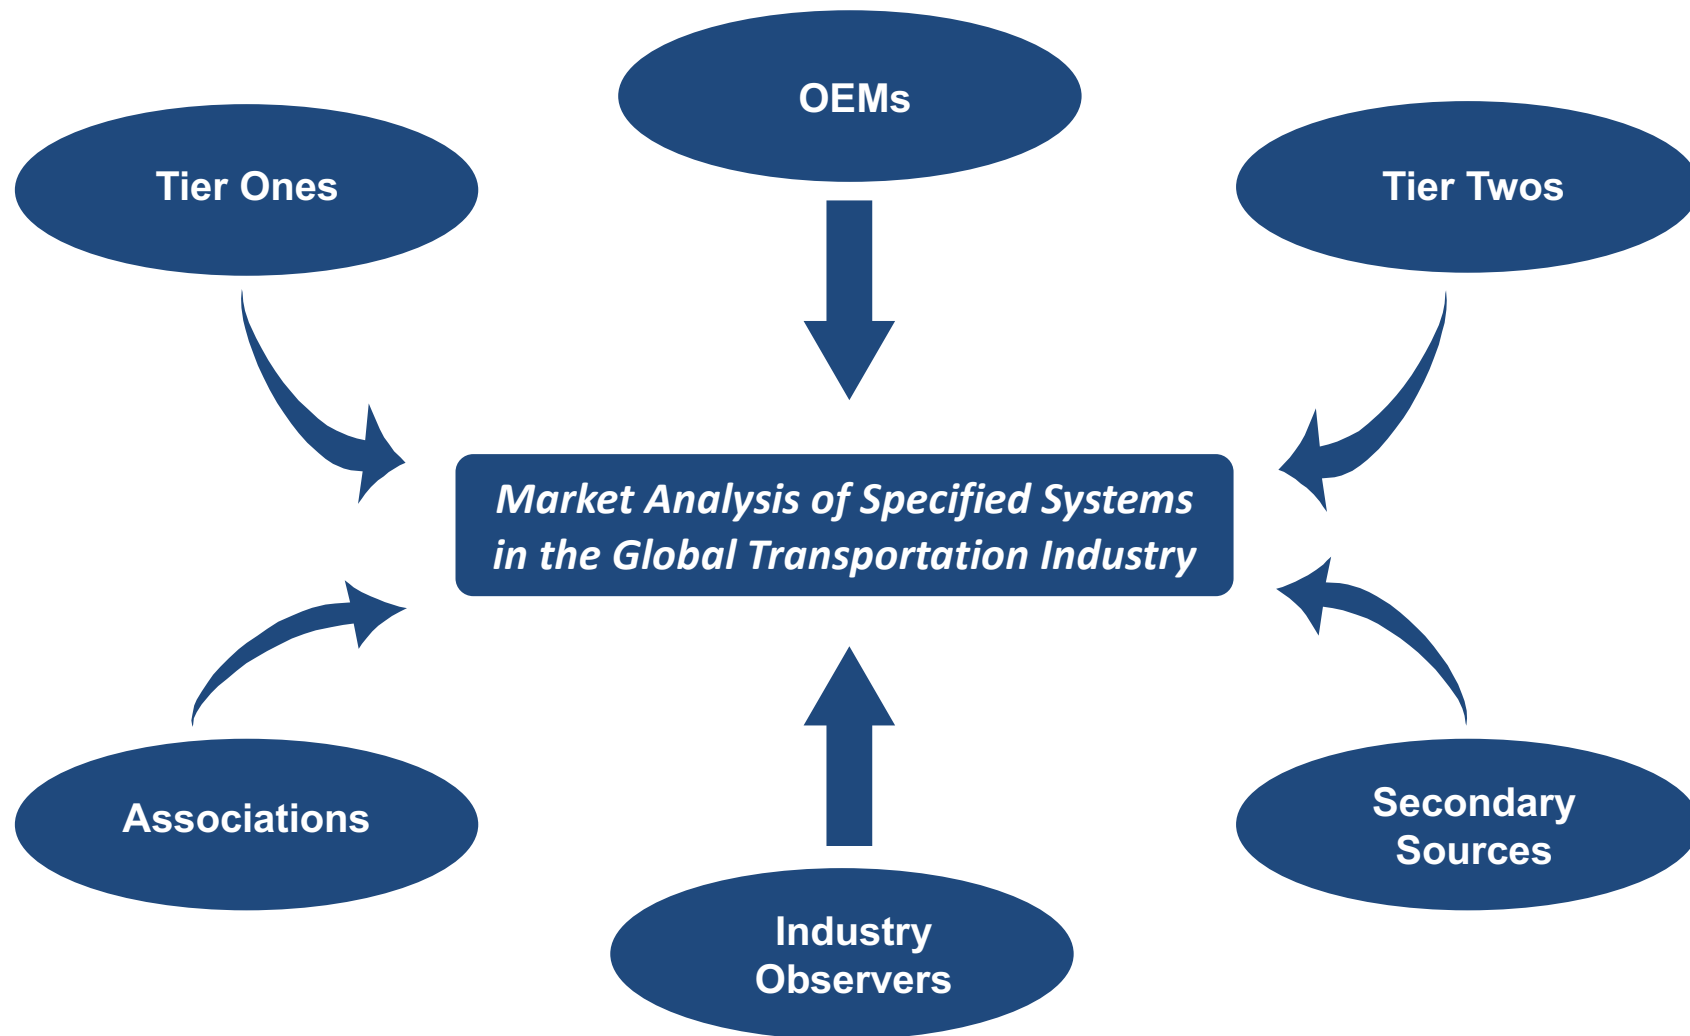 OEMs
Tier Ones
Tier Twos
Market Analysis of Specified Systems
in the Global Transportation Industry
Associations
Secondary
Sources
Industry
Observers